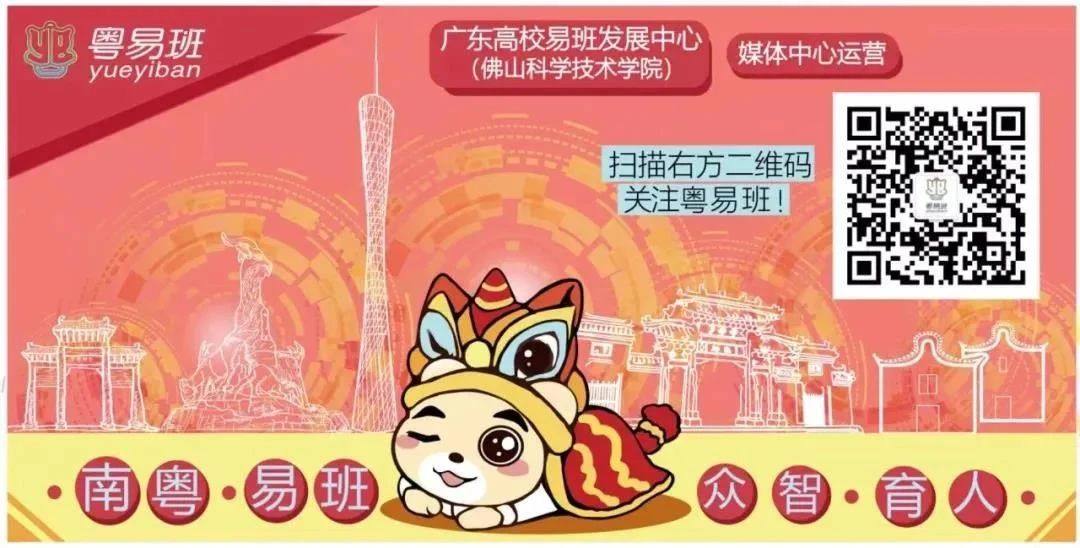 粤易班
yueyiban
广东高校易班发展中心
(佛山科学技术学院)
媒体中心运营
扫描右方二维码
关注粤易班!
南粤·易班
众智·育人